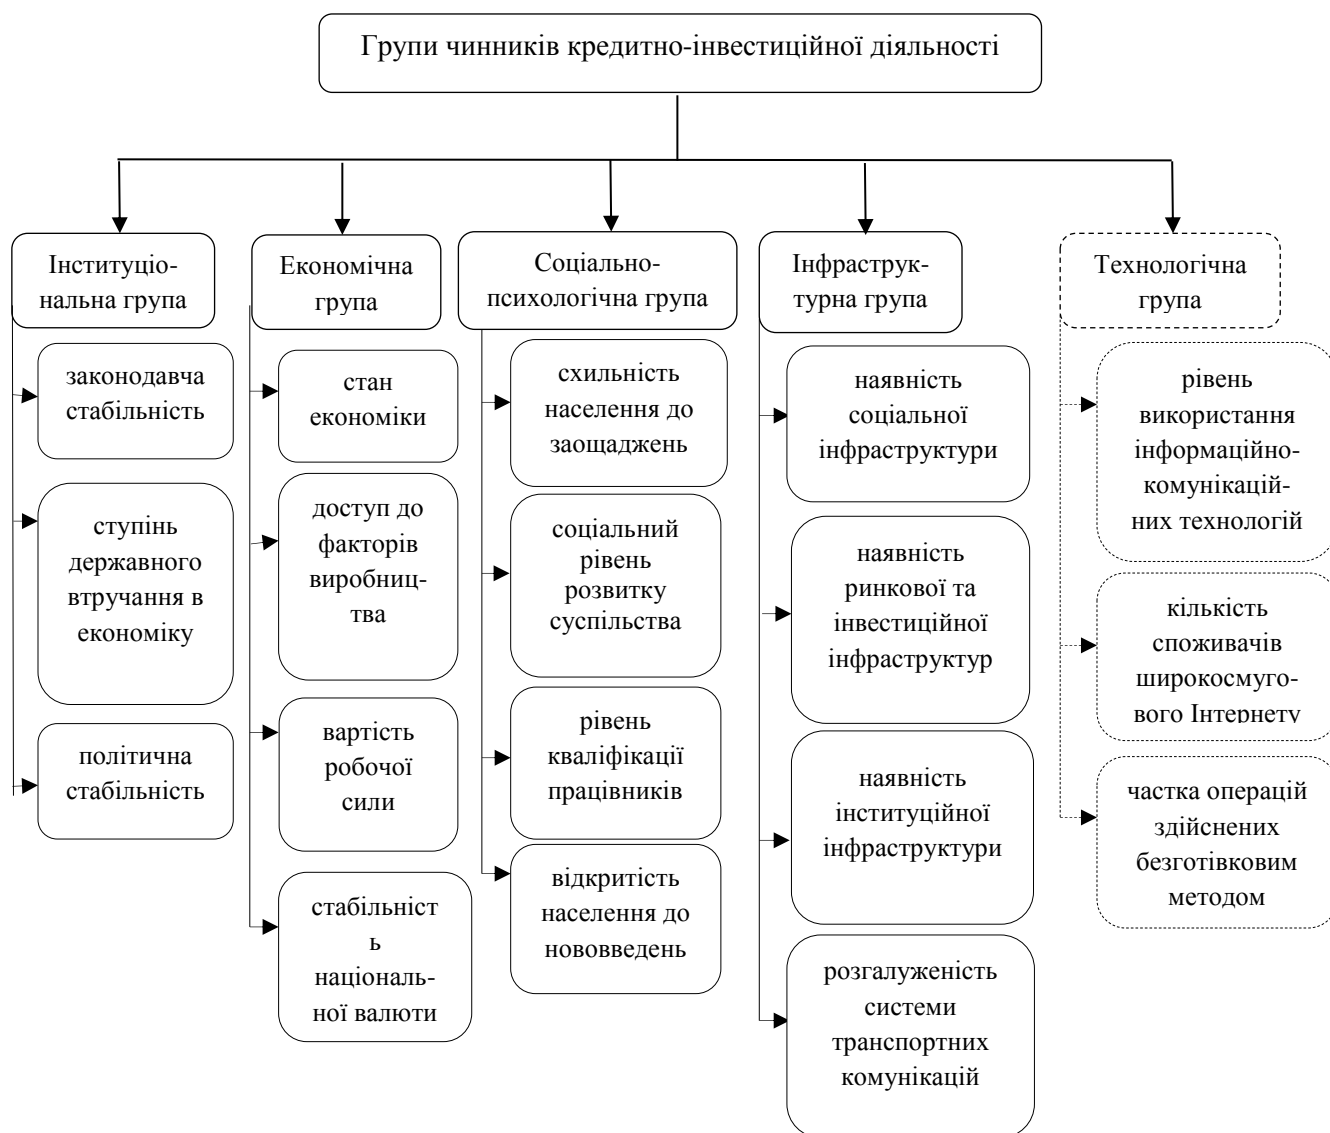 Групи чинників кредитно-інвестиційної діяльності
Інституціо-
нальна група
законодавча
стабільність
ступінь
державного
втручання в
економіку
політична
стабільність
Економічна
група
стан
економіки
доступ до
факторів
виробниц-
тва
вартість
робочої
сили
стабільніст
ь
національ-
ної валюти
Соціально-
психологічна група
схильність
населення до
заощаджень
соціальний
рівень
розвитку
суспільства
рівень
кваліфікації
працівників
відкритість
населення до
нововведень
Інфраструк-
турна група
наявність
соціальної
інфраструктури
наявність
ринкової та
інвестиційної
інфраструктур
наявність
інституційної
інфраструктури
розгалуженість
системи
транспортних
комунікацій
Технологічна
група
рівень
використання
інформаційно-
комунікацій-
них технологій
кількість
споживачів
широкосмуго-
вого Інтернету
частка операцій
здійснених
безготівковим
методом